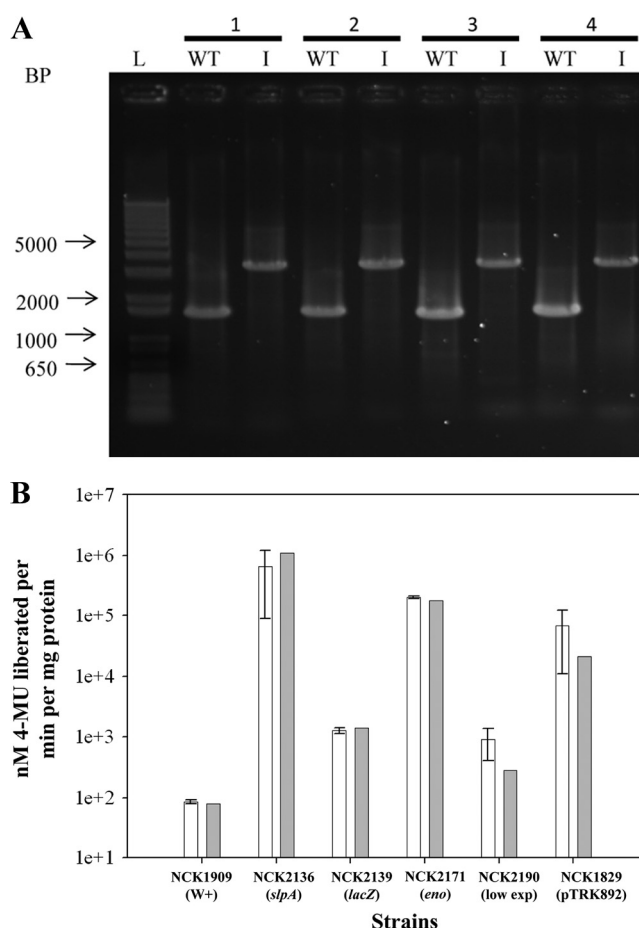 A
1 2 3 4
BP L WT I WT I WT I WT I
5000
2000
1000
650
B
nM 4-MU liberated per
min per mg protein
1e+7
1e+6
1e+5
1e+4
1e+3
1e+2
1e+1
NCK1909 NCK2136 NCK2139 NCK2171 NCK2190 NCK1829
(W+) (slpA) (lacZ) (eno) (low exp) (pTRK892)
Strains